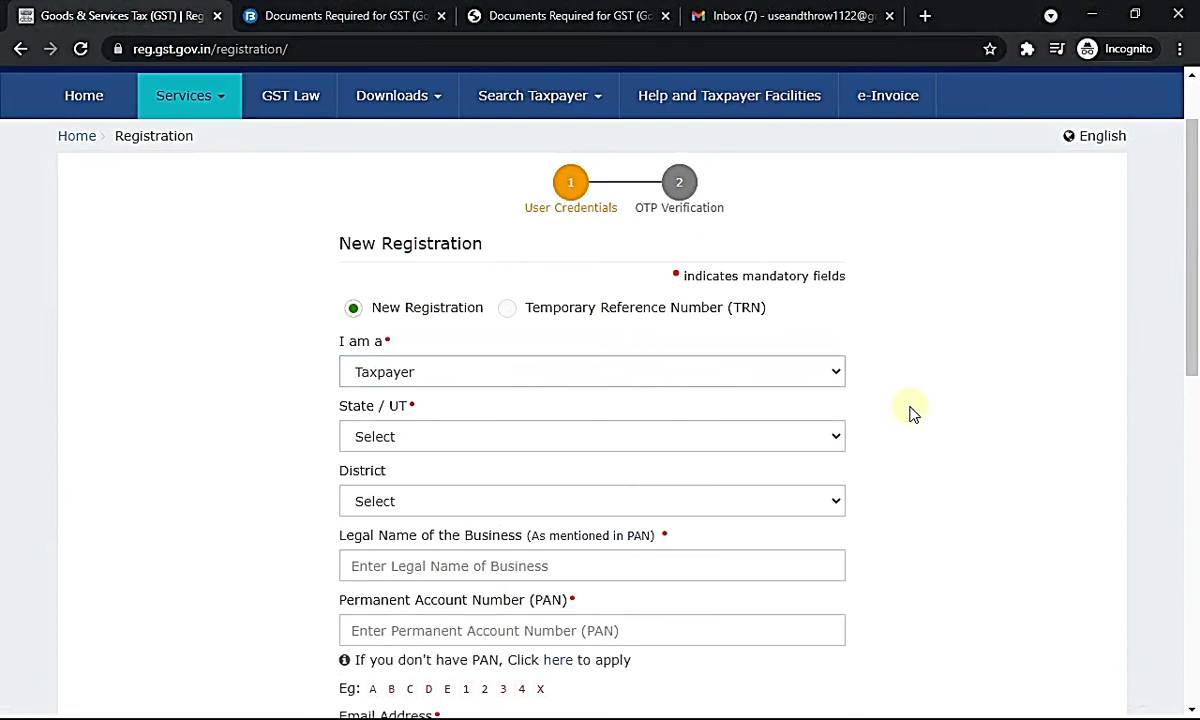 Goods & Services Tax (GST) | Reg
Documents Required for GST (Go
Documents Required for GST (Go
Inbox (7) - useandthrow1122@g
reg.gst.gov.in/registration/
Incognito
Home Services GST Law Downloads Search Taxpayer Help and Taxpayer Facilities e-Invoice
Home > Registration
English
1 2
User Credentials OTP Verification
New Registration
• indicates mandatory fields
New Registration Temporary Reference Number (TRN)
I am a•
Taxpayer
State / UT•
Select
District
Select
Legal Name of the Business (As mentioned in PAN) •
Enter Legal Name of Business
Permanent Account Number (PAN)•
Enter Permanent Account Number (PAN)
If you don't have PAN, Click here to apply
Eg: A B C D E 1 2 3 4 X
Email Address•